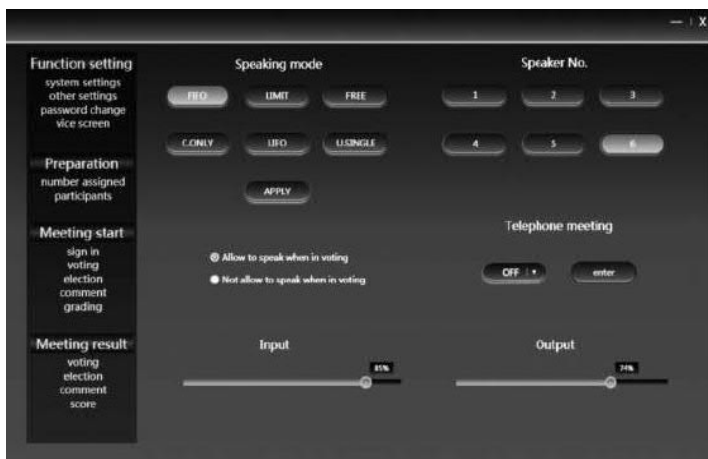 — | X
Function setting
system settings
other settings
password change
vice screen
Preparation
number assigned
participants
Meeting start
sign in
voting
election
comment
grading
Meeting result
voting
election
comment
score
Speaking mode
FIFO LIMIT FREE
C.ONLY LIFO U.SINGLE
APPLY
Allow to speak when in voting
Not allow to speak when in voting
Speaker No.
1 2 3
4 5 6
Telephone meeting
OFF enter
Input
85%
Output
74%